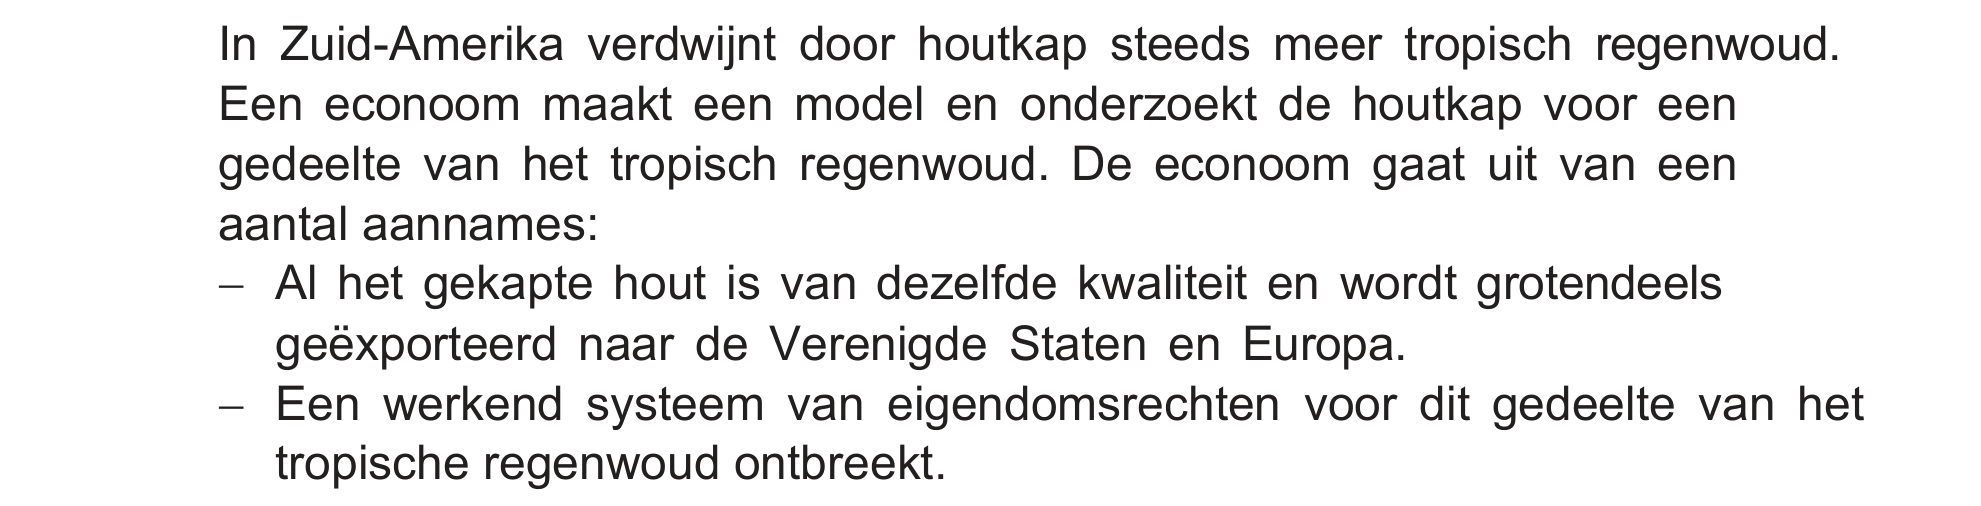 In Zuid-Amerika verdwijnt door houtkap steeds meer tropisch regenwoud.
Een econoom maakt een model en onderzoekt de houtkap voor een
gedeelte van het tropisch regenwoud. De econoom gaat uit van een
aantal aannames:
– Al het gekapte hout is van dezelfde kwaliteit en wordt grotendeels
geëxporteerd naar de Verenigde Staten en Europa.
– Een werkend systeem van eigendomsrechten voor dit gedeelte van het
tropische regenwoud ontbreekt.